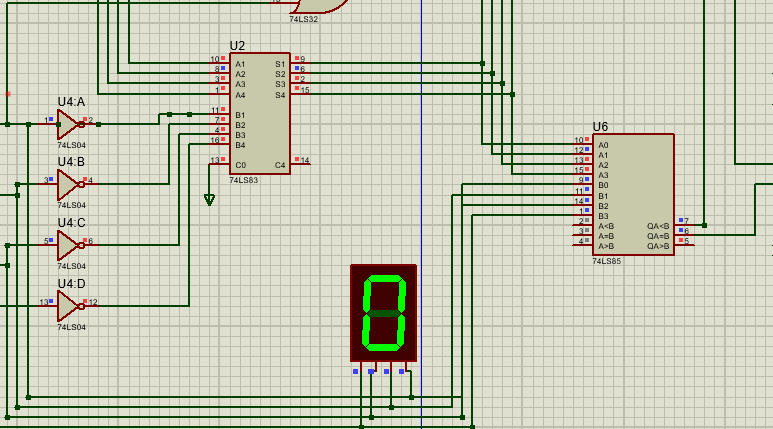 74LS32
U2
10 A1 S1 9
8 A2 S2 6
3 A3 S3 2
1 A4 S4 15
11 B1
7 B2
4 B3
16 B4
13 C0 C4 14
74LS83
U4:A
1 2
74LS04
U4:B
3 4
74LS04
U4:C
5 6
74LS04
U4:D
13 12
74LS04
U6
10 A0
12 A1
13 A2
15 A3
9 B0
11 B1
14 B2
1 B3
2 A<B QA<B 7
3 A=B QA=B 6
4 A>B QA>B 5
74LS85
0